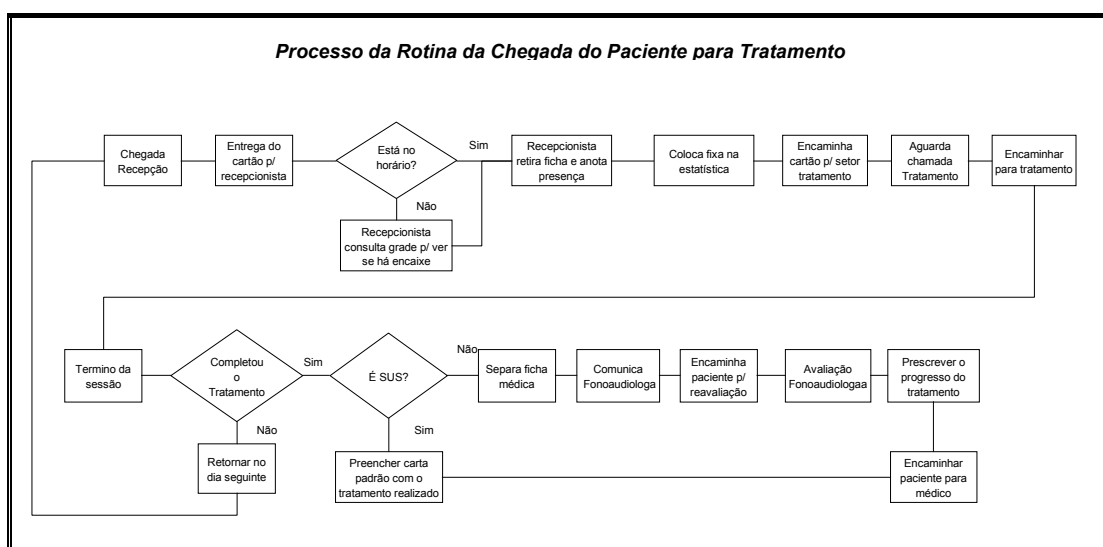 Processo da Rotina da Chegada do Paciente para Tratamento
Chegada
Recepção
Entrega do
cartão p/
recepcionista
Está no
horário?
Sim
Não
Recepcionista
consulta grade p/ ver
se há encaixe
Recepcionista
retira ficha e anota
presença
Coloca fixa na
estatística
Encaminha
cartão p/ setor
tratamento
Aguarda
chamada
Tratamento
Encaminhar
para tratamento
Termino da
sessão
Completou
o
Tratamento
Sim
Não
Retornar no
dia seguinte
É SUS?
Não
Sim
Preencher carta
padrão com o
tratamento realizado
Separa ficha
médica
Comunica
Fonoaudiologa
Encaminha
paciente p/
reavaliação
Avaliação
Fonoaudiologaa
Prescrever o
progresso do
tratamento
Encaminhar
paciente para
médico